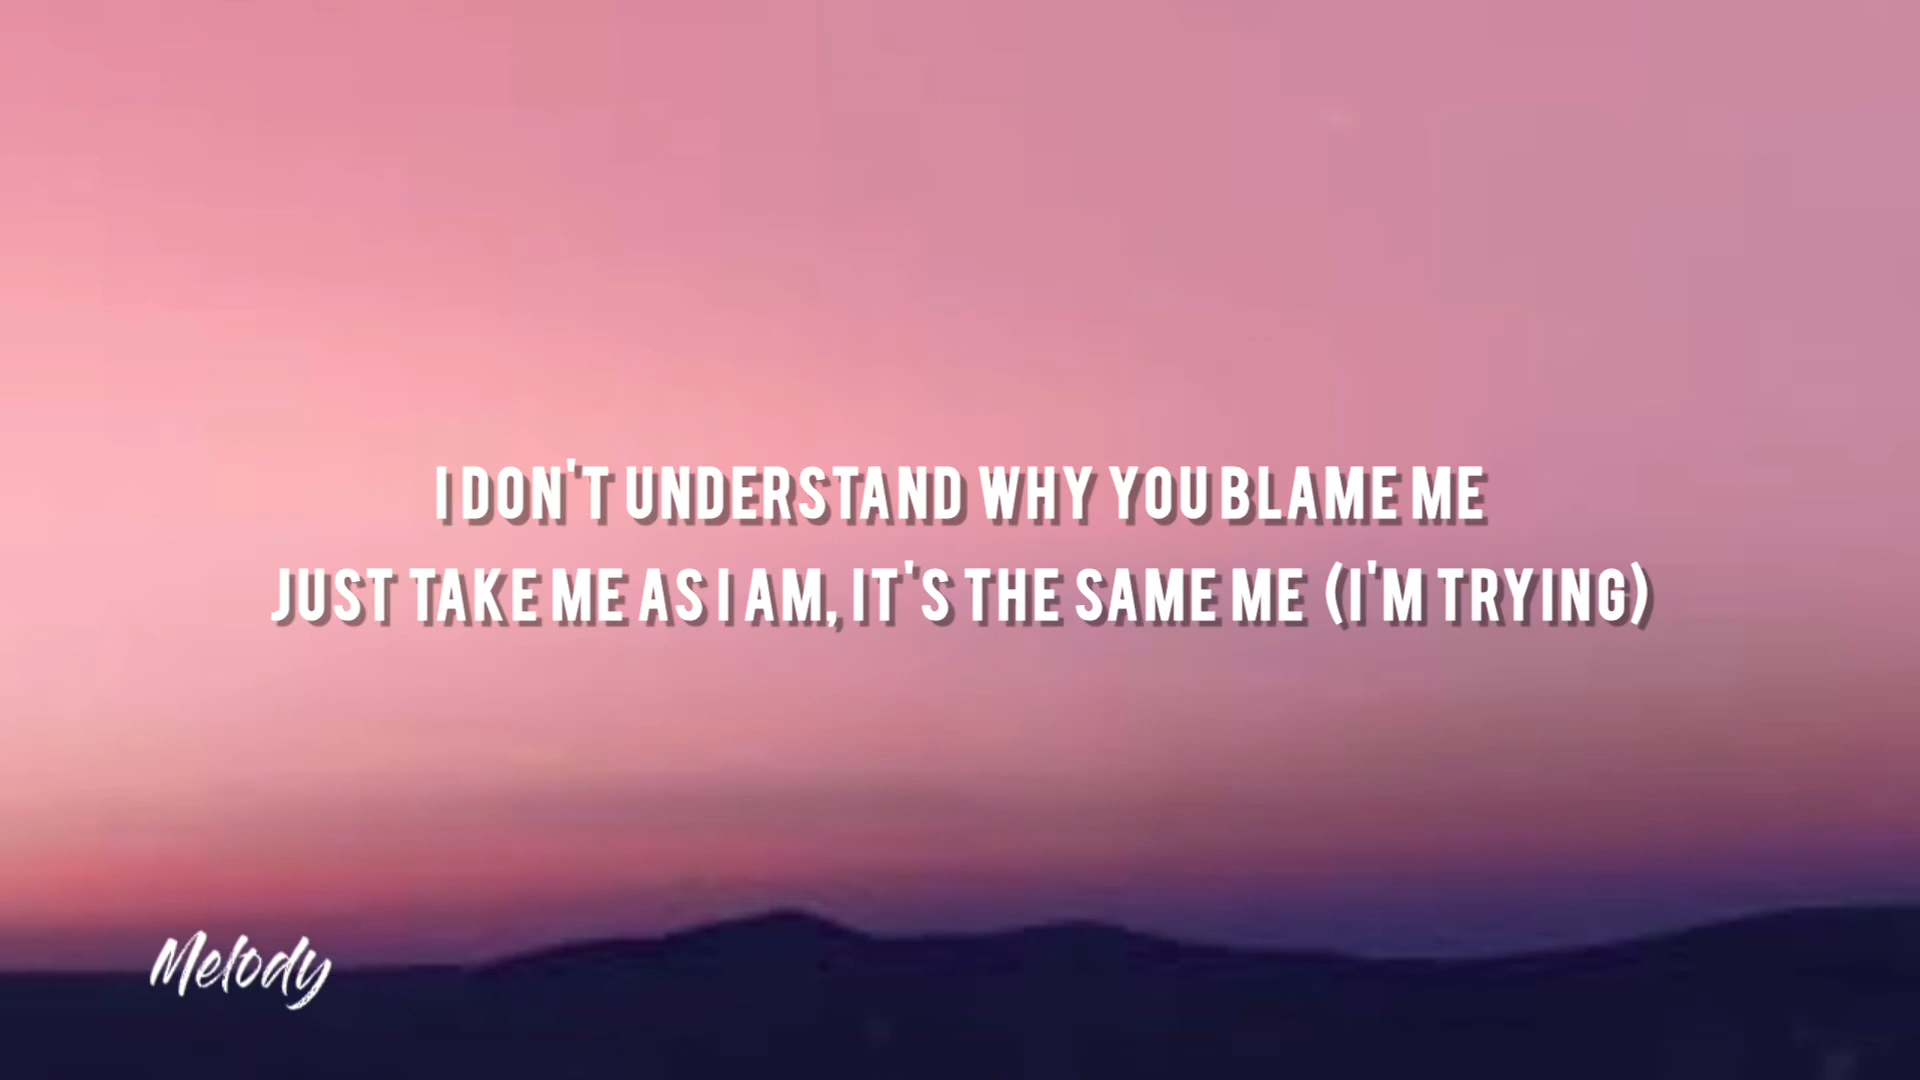 I DON'T UNDERSTAND WHY YOU BLAME ME
JUST TAKE ME AS I AM, IT'S THE SAME ME (I'M TRYING)
Melody